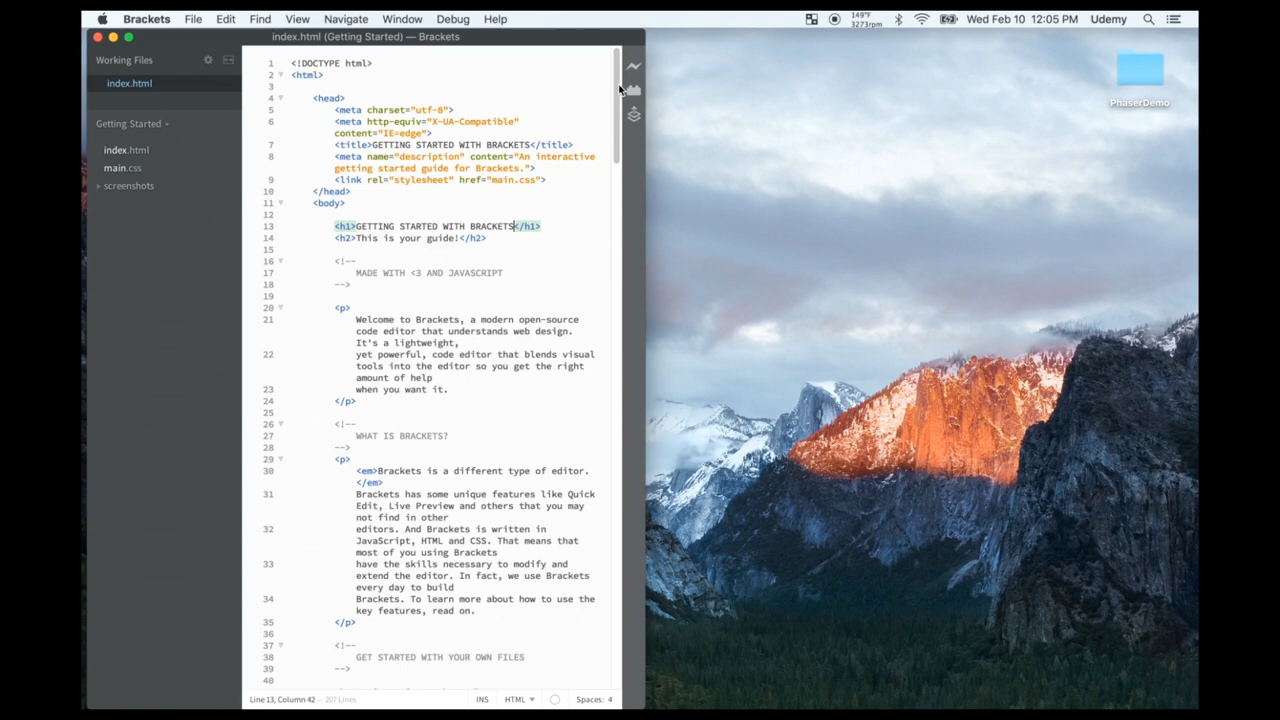 Brackets File Edit Find View Navigate Window Debug Help
149°F
3273rpm
Wed Feb 10 12:05 PM Udemy
index.html (Getting Started) — Brackets
Working Files
index.html
Getting Started
index.html
main.css
screenshots
1 <!DOCTYPE html>
2 <html>
3
4 <head>
5 <meta charset="utf-8">
6 <meta http-equiv="X-UA-Compatible"
content="IE=edge">
7 <title>GETTING STARTED WITH BRACKETS</title>
8 <meta name="description" content="An interactive
getting started guide for Brackets.">
9 <link rel="stylesheet" href="main.css">
10 </head>
11 <body>
12
13 <h1>GETTING STARTED WITH BRACKETS</h1>
14 <h2>This is your guide!</h2>
15
16 <!--
17 MADE WITH <3 AND JAVASCRIPT
18 -->
19
20 <p>
21 Welcome to Brackets, a modern open-source
code editor that understands web design.
It's a lightweight,
22 yet powerful, code editor that blends visual
tools into the editor so you get the right
amount of help
23 when you want it.
24 </p>
25
26 <!--
27 WHAT IS BRACKETS?
28 -->
29 <p>
30 <em>Brackets is a different type of editor.
</em>
31 Brackets has some unique features like Quick
Edit, Live Preview and others that you may
not find in other
32 editors. And Brackets is written in
JavaScript, HTML and CSS. That means that
most of you using Brackets
33 have the skills necessary to modify and
extend the editor. In fact, we use Brackets
every day to build
34 Brackets. To learn more about how to use the
key features, read on.
35 </p>
36
37 <!--
38 GET STARTED WITH YOUR OWN FILES
39 -->
40
Line 13, Column 42 — 207 Lines
INS HTML Spaces: 4
PhaserDemo